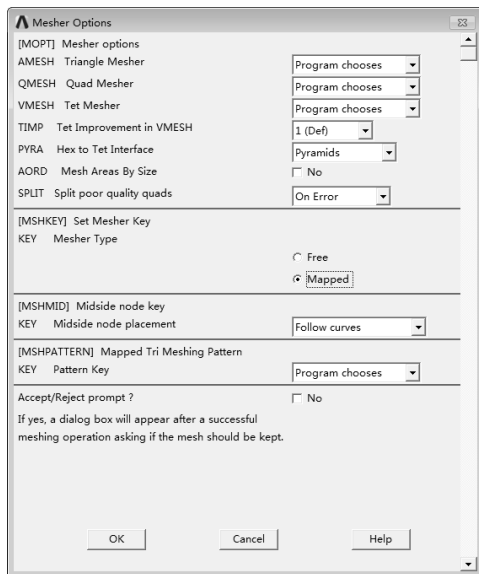 Mesher Options
[MOPT] Mesher options
AMESH Triangle Mesher Program chooses
QMESH Quad Mesher Program chooses
VMESH Tet Mesher Program chooses
TIMP Tet Improvement in VMESH 1 (Def)
PYRA Hex to Tet Interface Pyramids
AORD Mesh Areas By Size No
SPLIT Split poor quality quads On Error
[MSHKEY] Set Mesher Key
KEY Mesher Type
Free
Mapped
[MSHMID] Midside node key
KEY Midside node placement Follow curves
[MSHPATTERN] Mapped Tri Meshing Pattern
KEY Pattern Key Program chooses
Accept/Reject prompt ? No
If yes, a dialog box will appear after a successful
meshing operation asking if the mesh should be kept.
OK Cancel Help